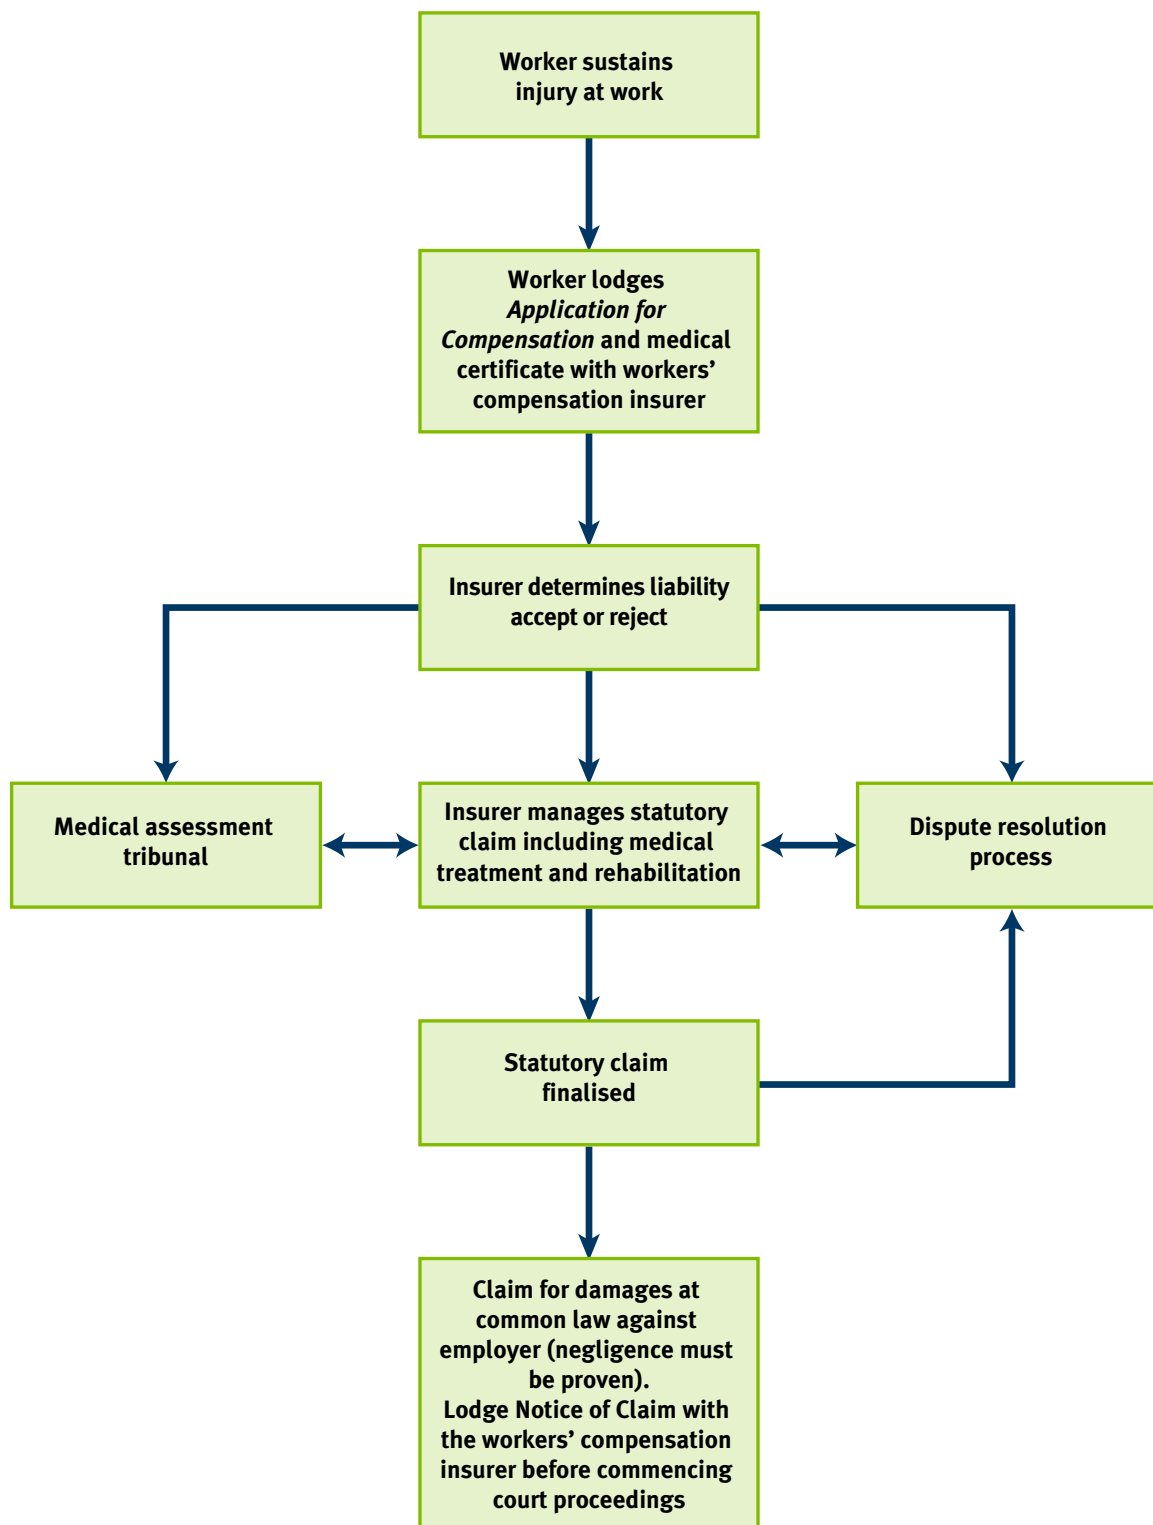 Worker sustains
injury at work
Worker lodges
Application for
Compensation and medical
certificate with workers’
compensation insurer
Insurer determines liability
accept or reject
Medical assessment
tribunal
Insurer manages statutory
claim including medical
treatment and rehabilitation
Dispute resolution
process
Statutory claim
finalised
Claim for damages at
common law against
employer (negligence must
be proven).
Lodge Notice of Claim with
the workers’ compensation
insurer before commencing
court proceedings